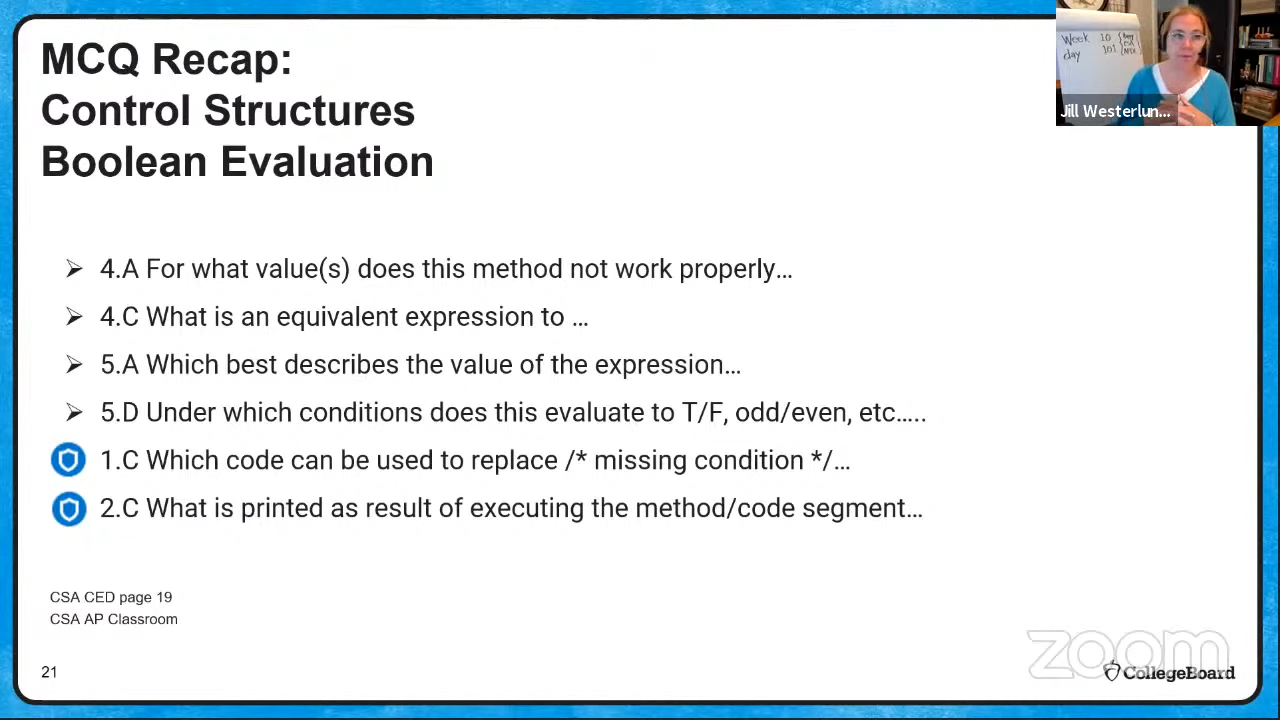 MCQ Recap:
Control Structures
Boolean Evaluation
Week 10
day 101
Jill Westerlun...
➤ 4.A For what value(s) does this method not work properly…
➤ 4.C What is an equivalent expression to …
➤ 5.A Which best describes the value of the expression…
➤ 5.D Under which conditions does this evaluate to T/F, odd/even, etc.….
1.C Which code can be used to replace /* missing condition */…
2.C What is printed as result of executing the method/code segment…
CSA CED page 19
CSA AP Classroom
21
zoom
CollegeBoard